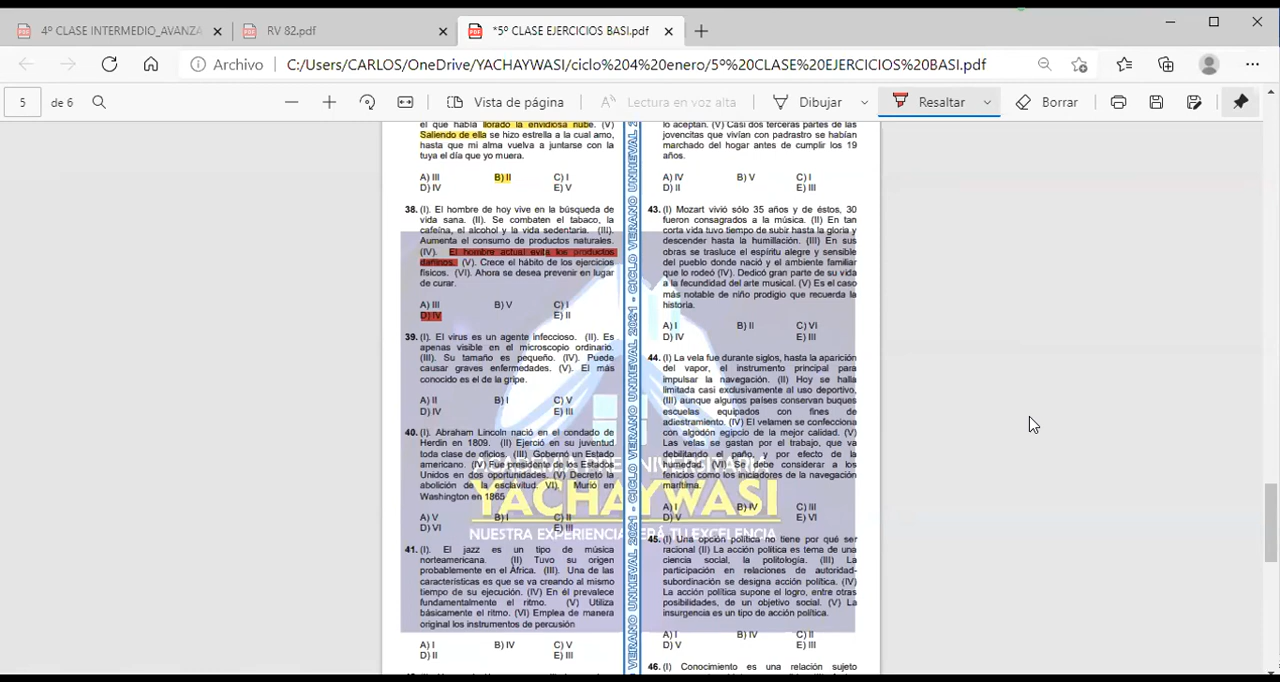 4º CLASE INTERMEDIO_AVANZA
RV 82.pdf
*5º CLASE EJERCICIOS BASI.pdf
Archivo
C:/Users/CARLOS/OneDrive/YACHAYWASI/ciclo%204%20enero/5º%20CLASE%20EJERCICIOS%20BASI.pdf
5 de 6
Vista de página
Lectura en voz alta
Dibujar
Resaltar
Borrar
el que había llorado la envidiosa nube. (V)
Saliendo de ella se hizo estrella a la cual amo,
hasta que mi alma vuelva a juntarse con la
tuya el día que yo muera.
A) III B) II C) I
D) IV E) V
38. (I). El hombre de hoy vive en la búsqueda de
vida sana. (II). Se combaten el tabaco, la
cafeína, el alcohol y la vida sedentaria. (III).
Aumenta el consumo de productos naturales.
(IV). El hombre actual evita los productos
dañinos. (V). Crece el hábito de los ejercicios
físicos. (VI). Ahora se desea prevenir en lugar
de curar.
A) III B) V C) I
D) IV E) II
39. (I). El virus es un agente infeccioso. (II). Es
apenas visible en el microscopio ordinario.
(III). Su tamaño es pequeño. (IV). Puede
causar graves enfermedades. (V). El más
conocido es el de la gripe.
A) II B) I C) V
D) IV E) III
40. (I). Abraham Lincoln nació en el condado de
Herdin en 1809. (II) Ejerció en su juventud
toda clase de oficios. (III). Gobernó un Estado
americano. (IV) Fue presidente de los Estados
Unidos en dos oportunidades. (V) Decretó la
abolición de la esclavitud. VI). Murió en
Washington en 1865
A) V B) I C) II
D) VI E) III
41. (I). El jazz es un tipo de música
norteamericana. (II) Tuvo su origen
probablemente en el África. (III). Una de las
características es que se va creando al mismo
tiempo de su ejecución. (IV) En él prevalece
fundamentalmente el ritmo. (V) Utiliza
básicamente el ritmo. (VI) Emplea de manera
original los instrumentos de percusión
A) I B) IV C) V
D) II E) III
CICLO VERANO UNHEVAL 2021 - CICLO VERANO UNHEVAL 2
VERANO UNHEVAL 2021
lo aceptan. (V) Casi dos terceras partes de las
jovencitas que vivían con padrastro se habían
marchado del hogar antes de cumplir los 19
años.
A) IV B) V C) I
D) II E) III
43. (I) Mozart vivió sólo 35 años y de éstos, 30
fueron consagrados a la música. (II) En tan
corta vida tuvo tiempo de subir hasta la gloria y
descender hasta la humillación. (III) En sus
obras se trasluce el espíritu alegre y sensible
del pueblo donde nació y el ambiente familiar
que lo rodeó (IV). Dedicó gran parte de su vida
a la fecundidad del arte musical. (V) Es el caso
más notable de niño prodigio que recuerda la
historia.
A) I B) II C) VI
D) IV E) III
44. (I) La vela fue durante siglos, hasta la aparición
del vapor, el instrumento principal para
impulsar la navegación. (II) Hoy se halla
limitada casi exclusivamente al uso deportivo,
(III) aunque algunos países conservan buques
escuelas equipados con fines de
adiestramiento. (IV) El velamen se confecciona
con algodón egipcio de la mejor calidad. (V)
Las velas se gastan por el trabajo, que va
debilitando el paño, y por efecto de la
humedad. (VI) Se debe considerar a los
fenicios como los iniciadores de la navegación
marítima.
A) I B) IV C) III
D) V E) VI
45. (I) Una opción política no tiene por qué ser
racional (II) La acción política es tema de una
ciencia social, la politología. (III) La
participación en relaciones de autoridad-
subordinación se designa acción política. (IV)
La acción política supone el logro, entre otras
posibilidades, de un objetivo social. (V) La
insurgencia es un tipo de acción política.
A) I B) IV C) II
D) V E) III
46. (I) Conocimiento es una relación sujeto
YACHAYWASI
NUESTRA EXPERIENCIA SERÁ TU EXCELENCIA